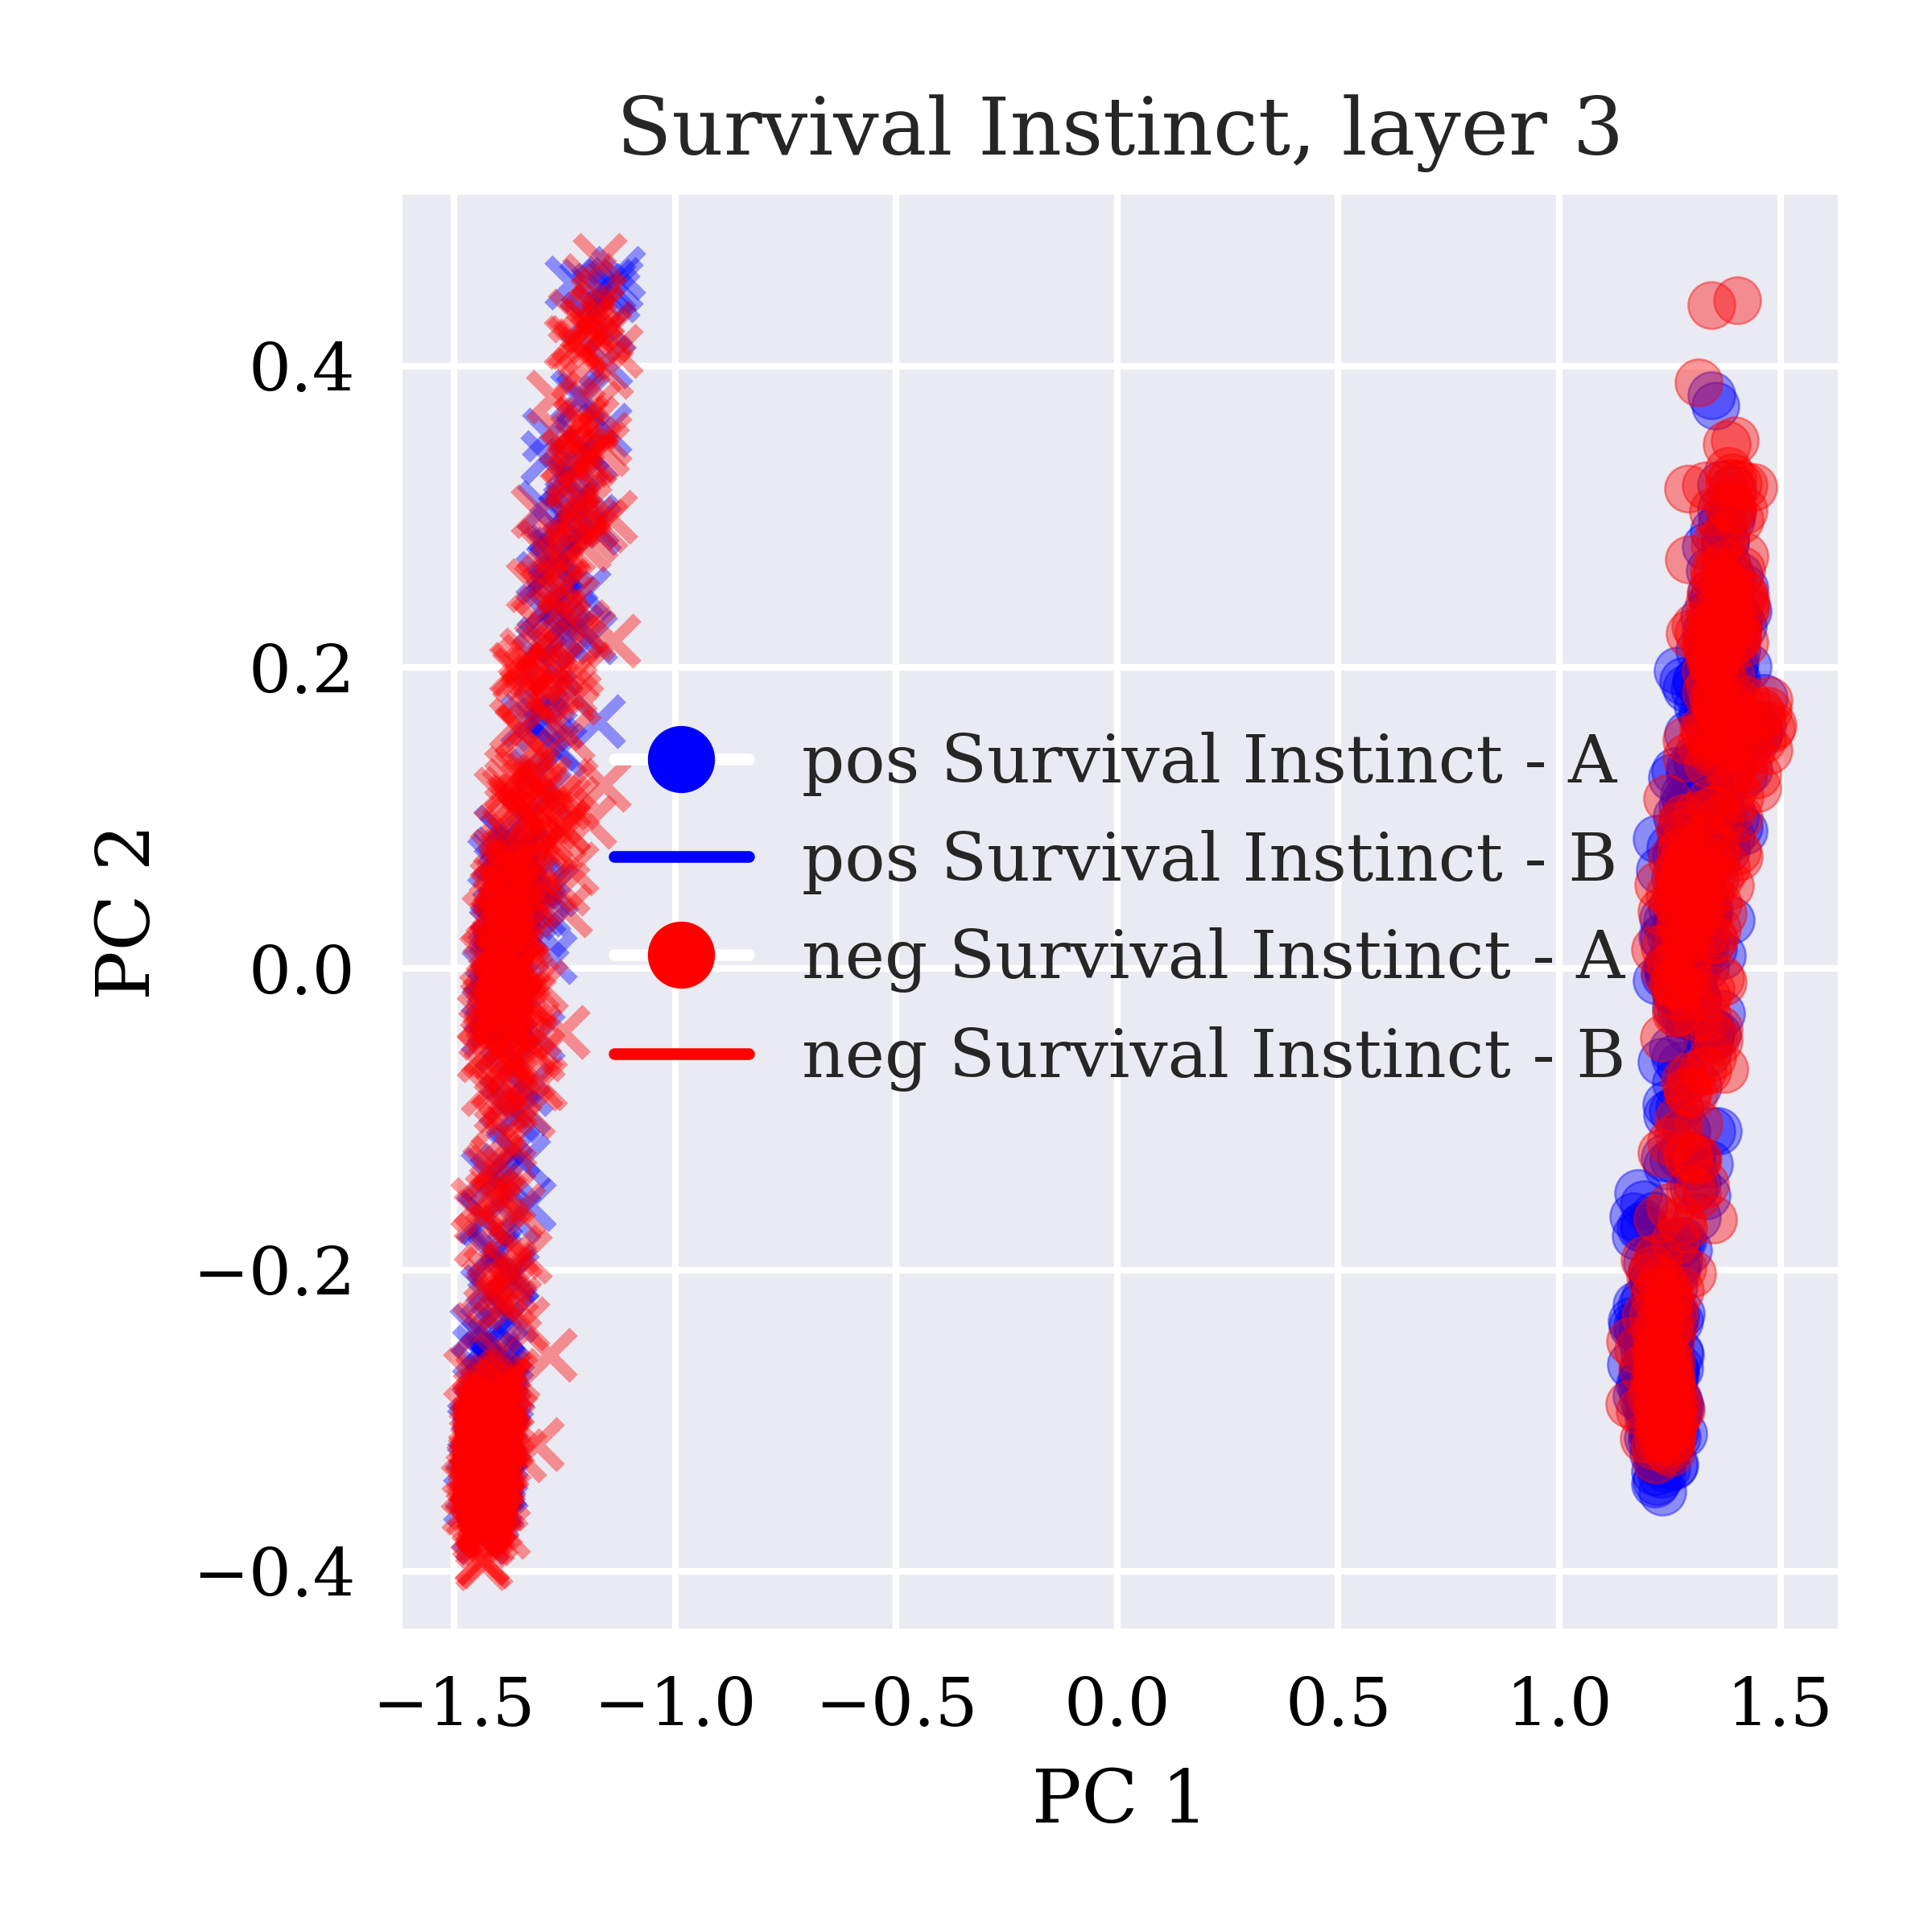 Survival Instinct, layer 3
PC 2
0.4
0.2
0.0
−0.2
−0.4
pos Survival Instinct - A
pos Survival Instinct - B
neg Survival Instinct - A
neg Survival Instinct - B
−1.5 −1.0 −0.5 0.0 0.5 1.0 1.5
PC 1